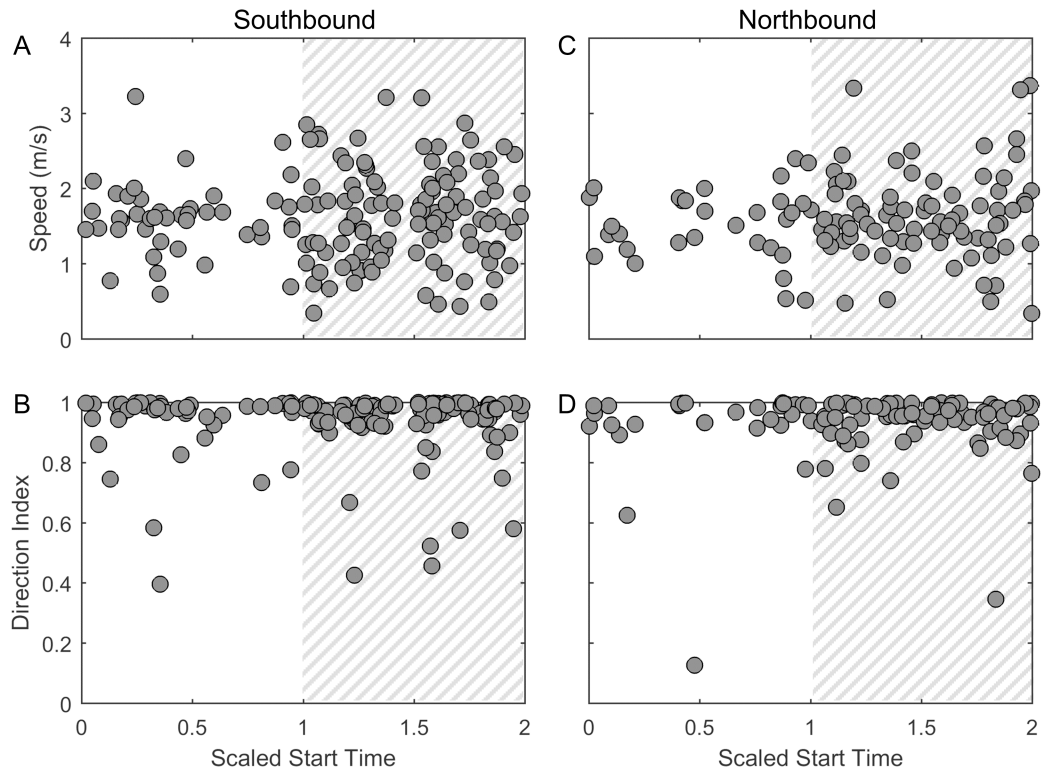 Southbound
Northbound
A
4
3
2
1
0
Speed (m/s)
C
B
1
0.8
0.6
0.4
0.2
0
Direction Index
0 0.5 1 1.5 2
Scaled Start Time
D
0 0.5 1 1.5 2
Scaled Start Time